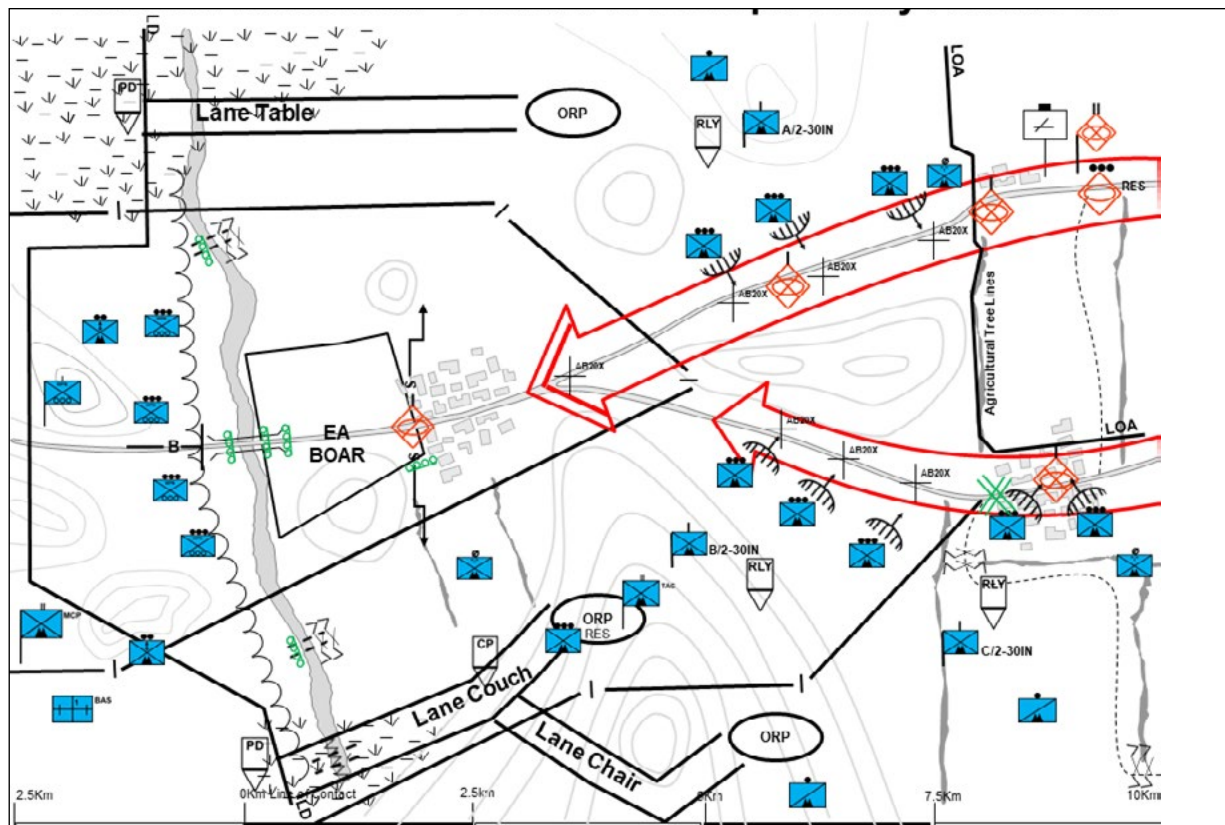 LD
PD
Lane Table
ORP
RLY
A/2-30IN
LOA
RES
AB20X
AB20X
AB20X
AB20X
Agricultural Tree Lines
S
EA
BOAR
B
S
LOA
AB20X
AB20X
AB20X
B/2-30IN
RLY
TAC
MCP
ORP
RES
CP
RLY
C/2-30IN
1
BAS
Lane Couch
PD
Lane Chair
ORP
LD
2.5Km
0Km Line of Contact
2.5km
7.5Km
10Km